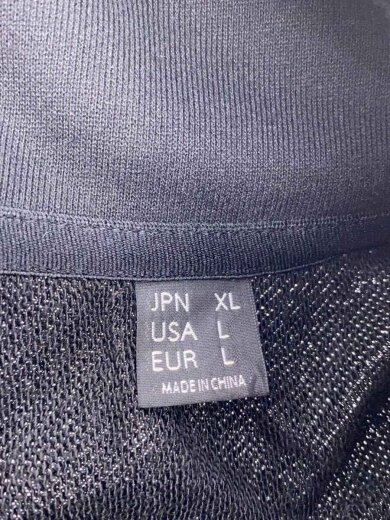 JPN XL
USA L
EUR L
MADE IN CHINA